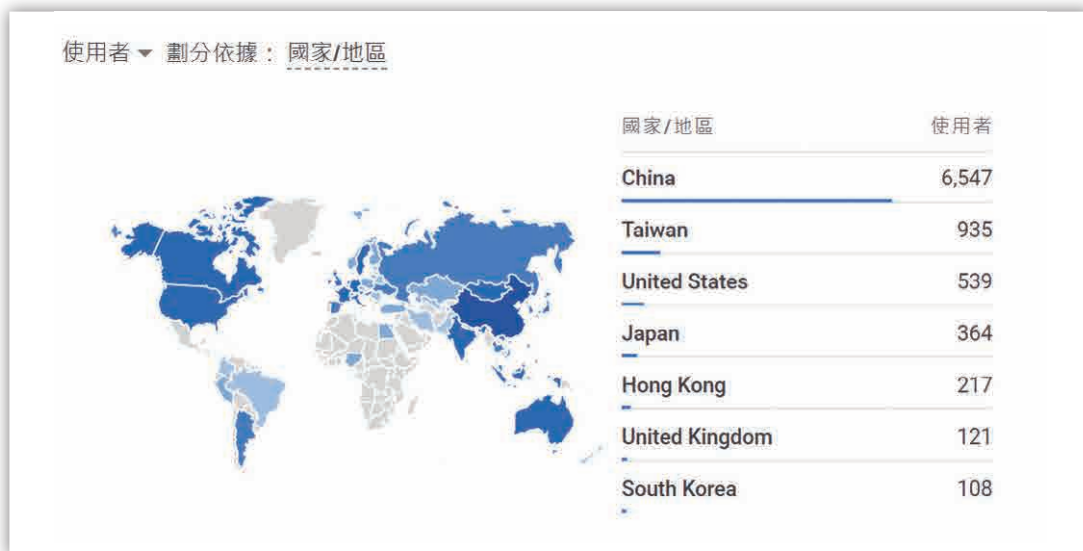 使用者 劃分依據： 國家/地區
國家/地區 使用者
China 6,547
Taiwan 935
United States 539
Japan 364
Hong Kong 217
United Kingdom 121
South Korea 108